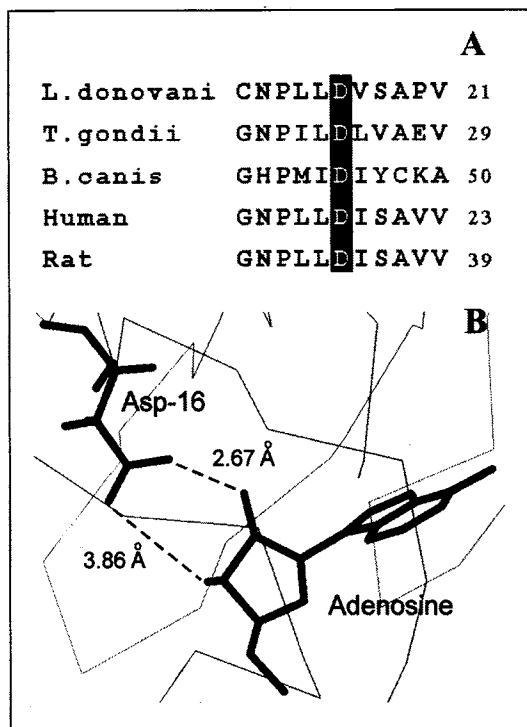 A
L.donovani CNPLLDVSAPV 21
T.gondii GNPILDLVAEV 29
B.canis GHPMIDIYCKA 50
Human GNPLLDISAVV 23
Rat GNPLLDISAVV 39
B
Asp-16
2.67 Å
3.86 Å
Adenosine